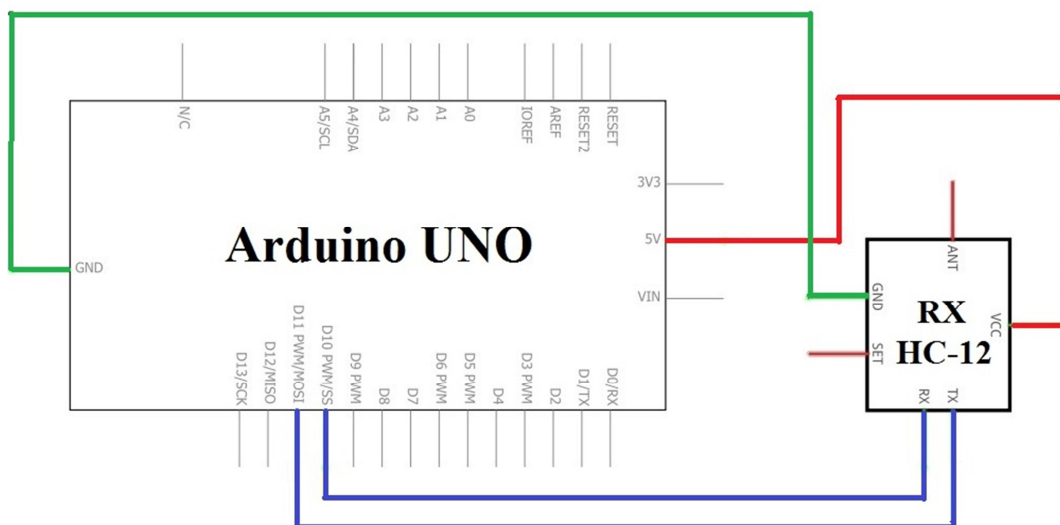 N/C
A5/SCL
A4/SDA
A3
A2
A1
A0
IOREF
AREF
RESET2
RESET
3V3
5V
VIN
Arduino UNO
GND
D13/SCK
D12/MISO
D11 PWM/MOSI
D10 PWM/SS
D9 PWM
D8
D7
D6 PWM
D5 PWM
D4
D3 PWM
D2
D1/TX
D0/RX
ANT
GND
RX
HC-12
VCC
SET
RX
TX